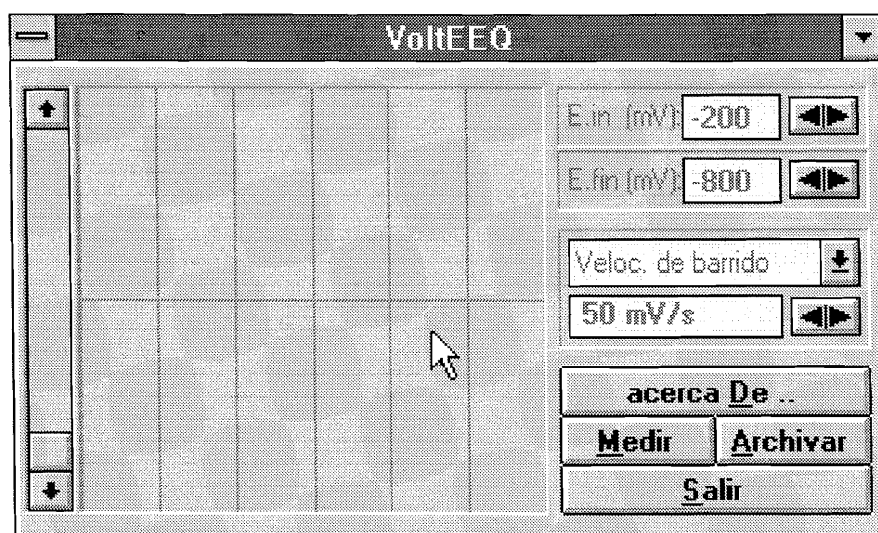 VoltEEQ
E.in (mV): -200
E.fin (mV): -800
Veloc. de barrido
50 mV/s
acerca De ..
Medir Archivar
Salir